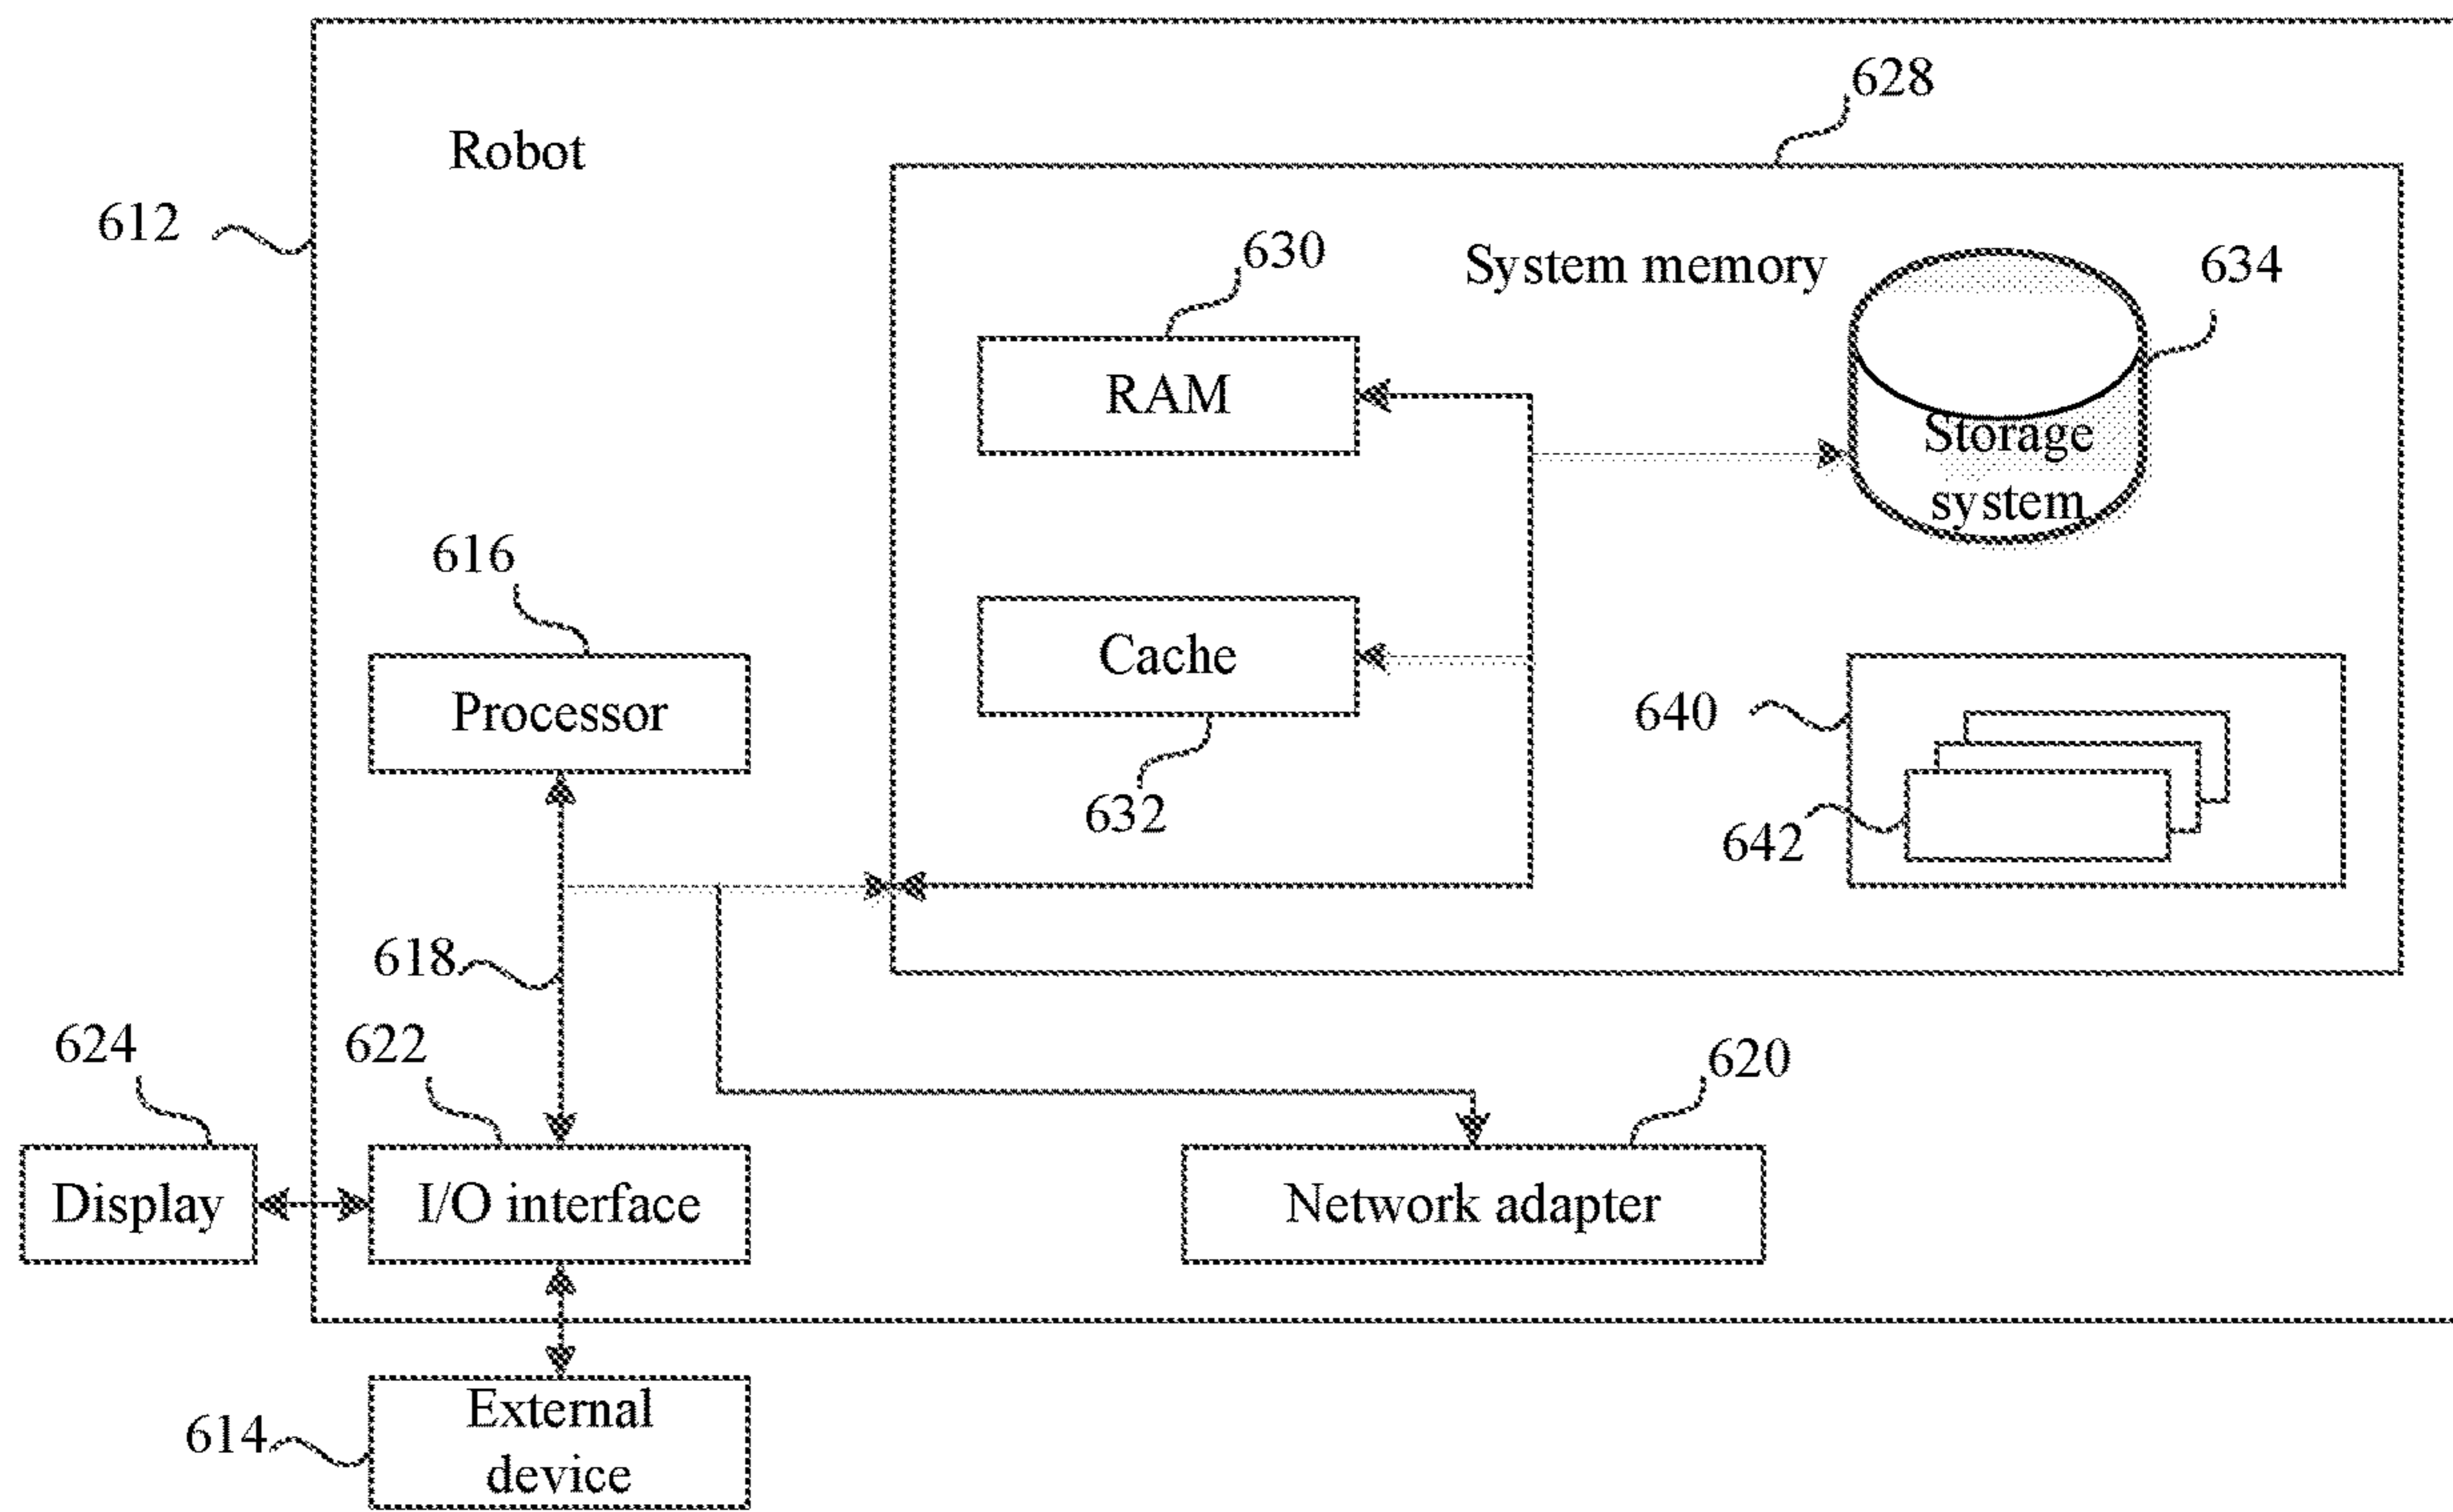 628
Robot
612
630
System memory
634
RAM
Storage
system
616
Cache
Processor
640
632
642
618
624
622
620
Display
I/O interface
Network adapter
External
device
614